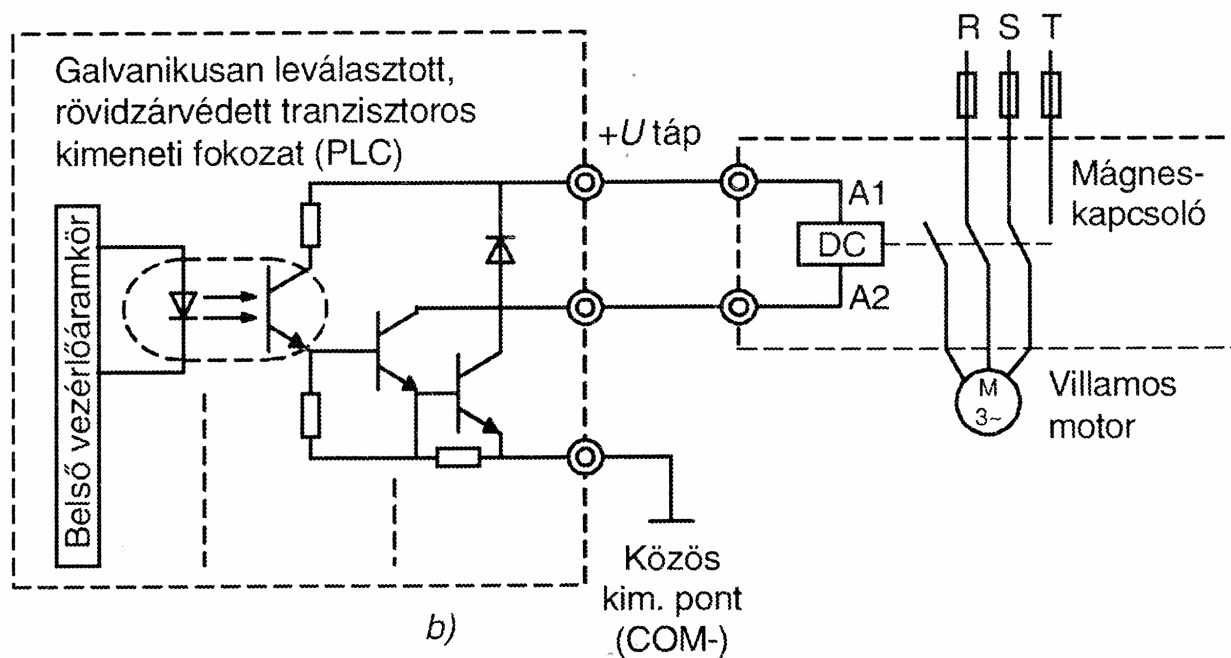 Galvanikusan leválasztott,
rövidzárvédett tranzisztoros
kimeneti fokozat (PLC)
Belső vezérlőáramkör
+U táp
R S T
Mágnes-
kapcsoló
A1
DC
A2
M
3~
Villamos
motor
Közös
kim. pont
(COM-)
b)